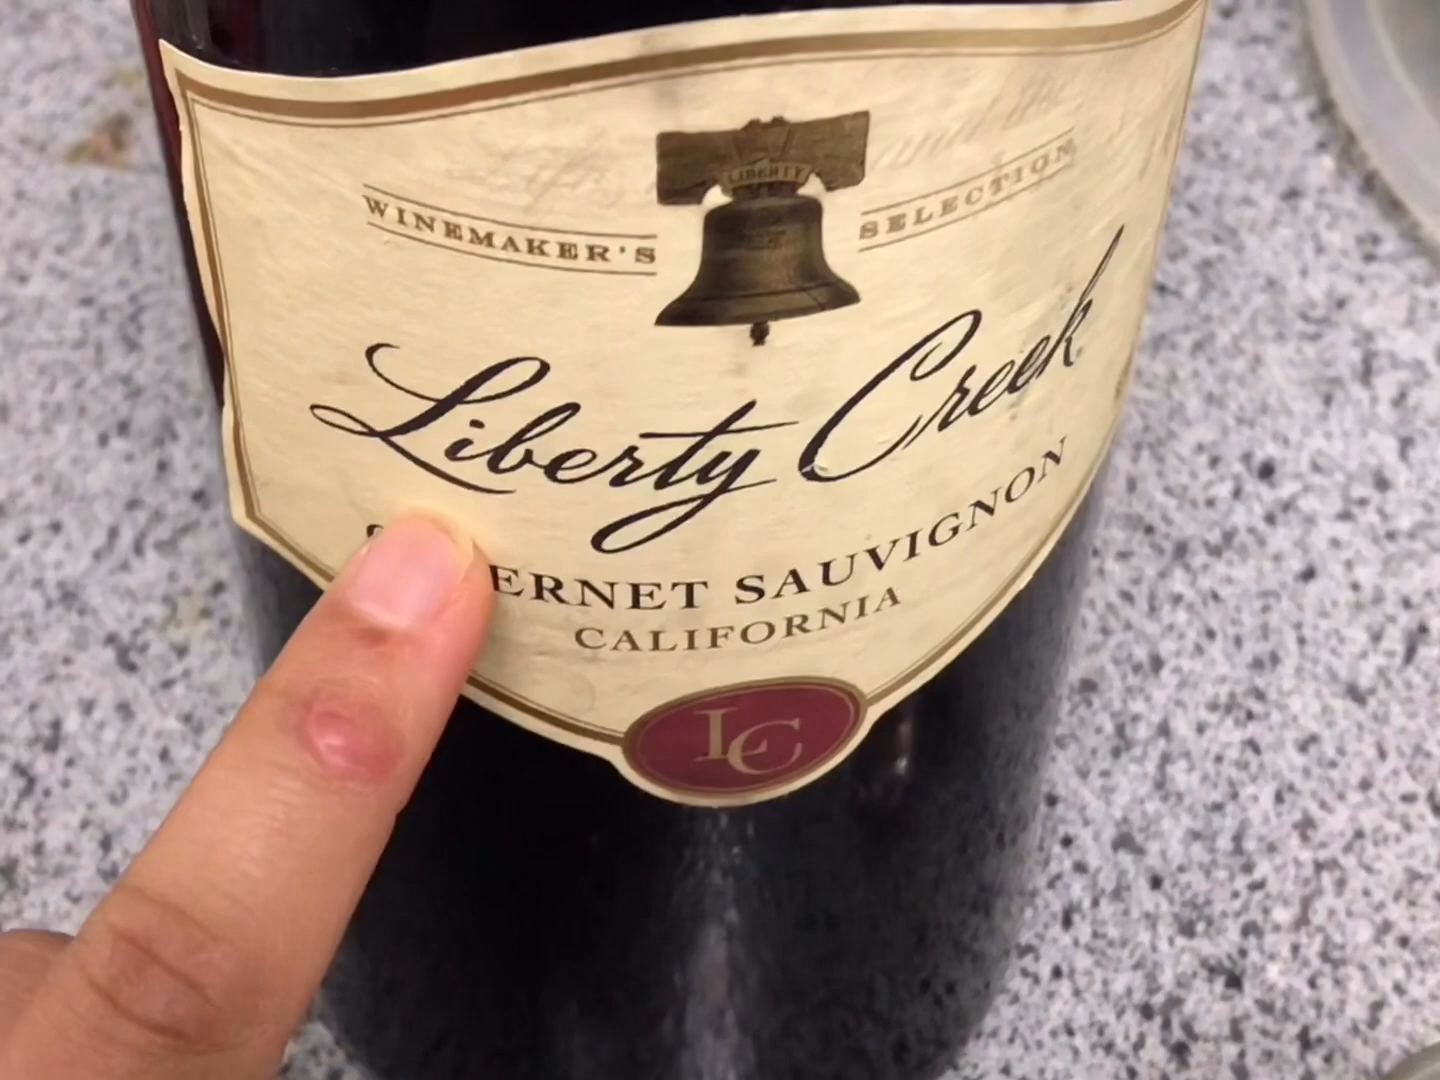 LIBERTY
WINEMAKER'S SELECTION
Liberty Creek
ERNET SAUVIGNON
CALIFORNIA
LC